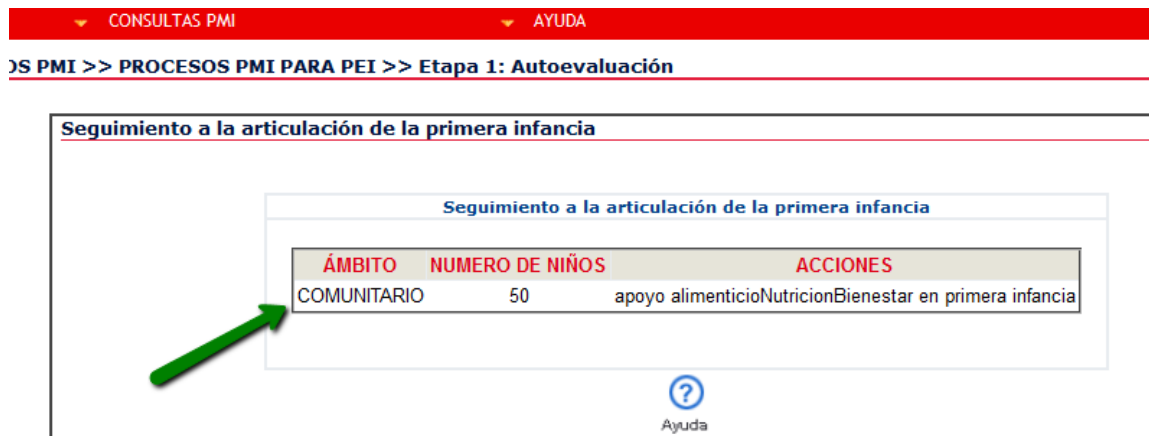 CONSULTAS PMI AYUDA
OS PMI >> PROCESOS PMI PARA PEI >> Etapa 1: Autoevaluación
Seguimiento a la articulación de la primera infancia
Seguimiento a la articulación de la primera infancia
ÁMBITO NUMERO DE NIÑOS ACCIONES
COMUNITARIO 50 apoyo alimenticioNutricionBienestar en primera infancia
Ayuda